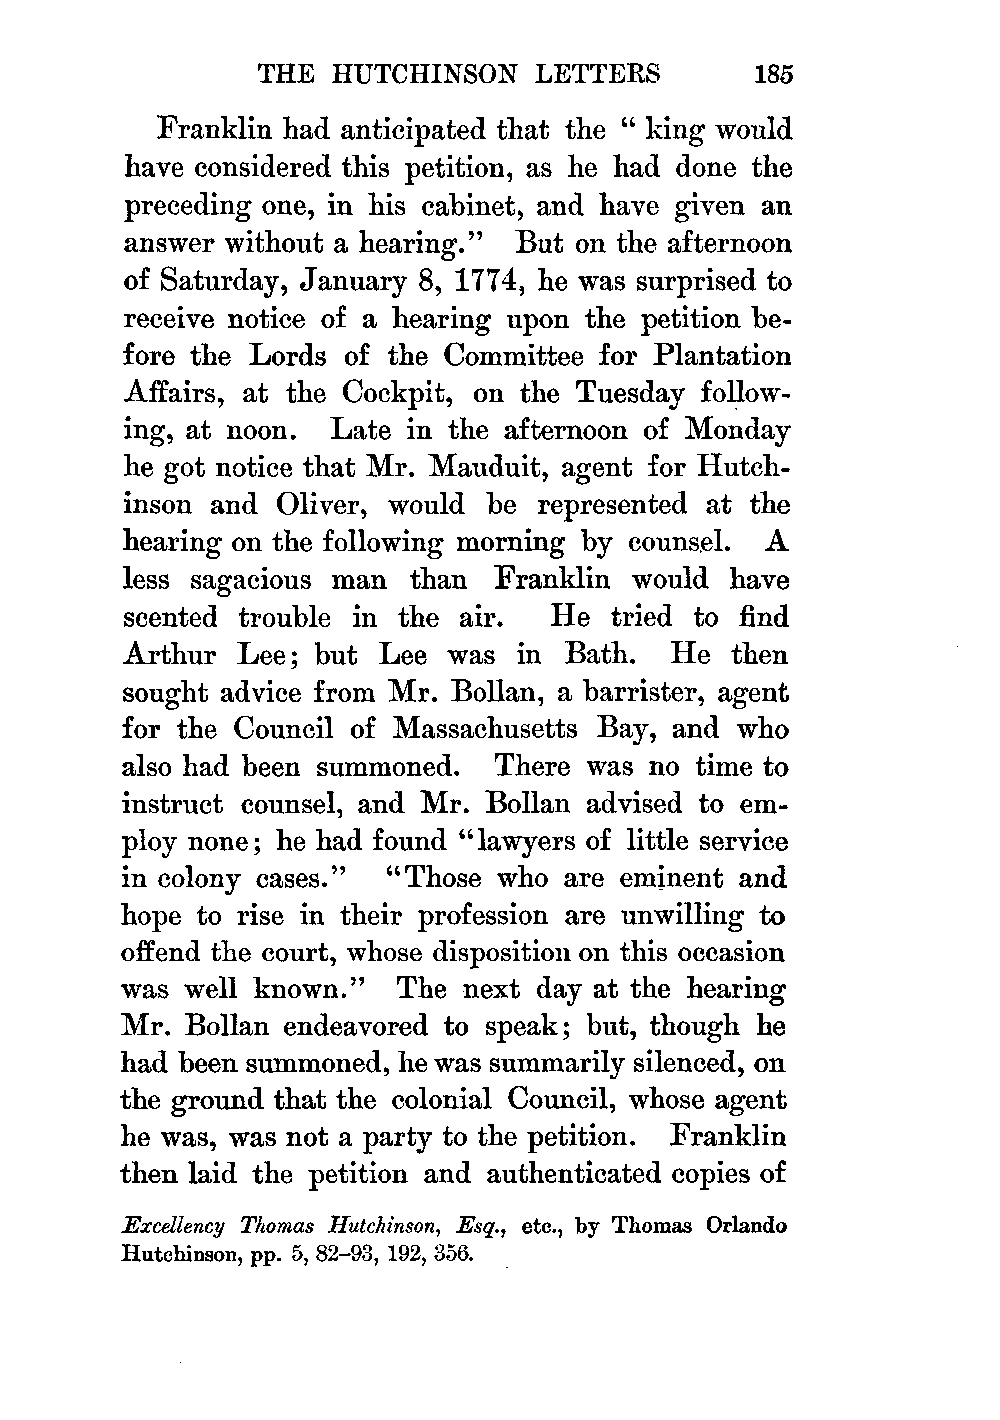 THE HUTCHINSON LETTERS 185
Franklin had anticipated that the “ king would
have considered this petition, as he had done the
preceding one, in his cabinet, and have given an
answer without a hearing.” But on the afternoon
of Saturday, January 8, 1774, he was surprised to
receive notice of a hearing upon the petition be-
fore the Lords of the Committee for Plantation
Affairs, at the Cockpit, on the Tuesday follow-
ing, at noon. Late in the afternoon of Monday
he got notice that Mr. Mauduit, agent for Hutch-
inson and Oliver, would be represented at the
hearing on the following morning by counsel. A
less sagacious man than Franklin would have
scented trouble in the air. He tried to find
Arthur Lee; but Lee was in Bath. He then
sought advice from Mr. Bollan, a barrister, agent
for the Council of Massachusetts Bay, and who
also had been summoned. There was no time to
instruct counsel, and Mr. Bollan advised to em-
ploy none; he had found “lawyers of little service
in colony cases.” “Those who are eminent and
hope to rise in their profession are unwilling to
offend the court, whose disposition on this occasion
was well known.” The next day at the hearing
Mr. Bollan endeavored to speak; but, though he
had been summoned, he was summarily silenced, on
the ground that the colonial Council, whose agent
he was, was not a party to the petition. Franklin
then laid the petition and authenticated copies of
Excellency Thomas Hutchinson, Esq., etc., by Thomas Orlando
Hutchinson, pp. 5, 82–93, 192, 356.